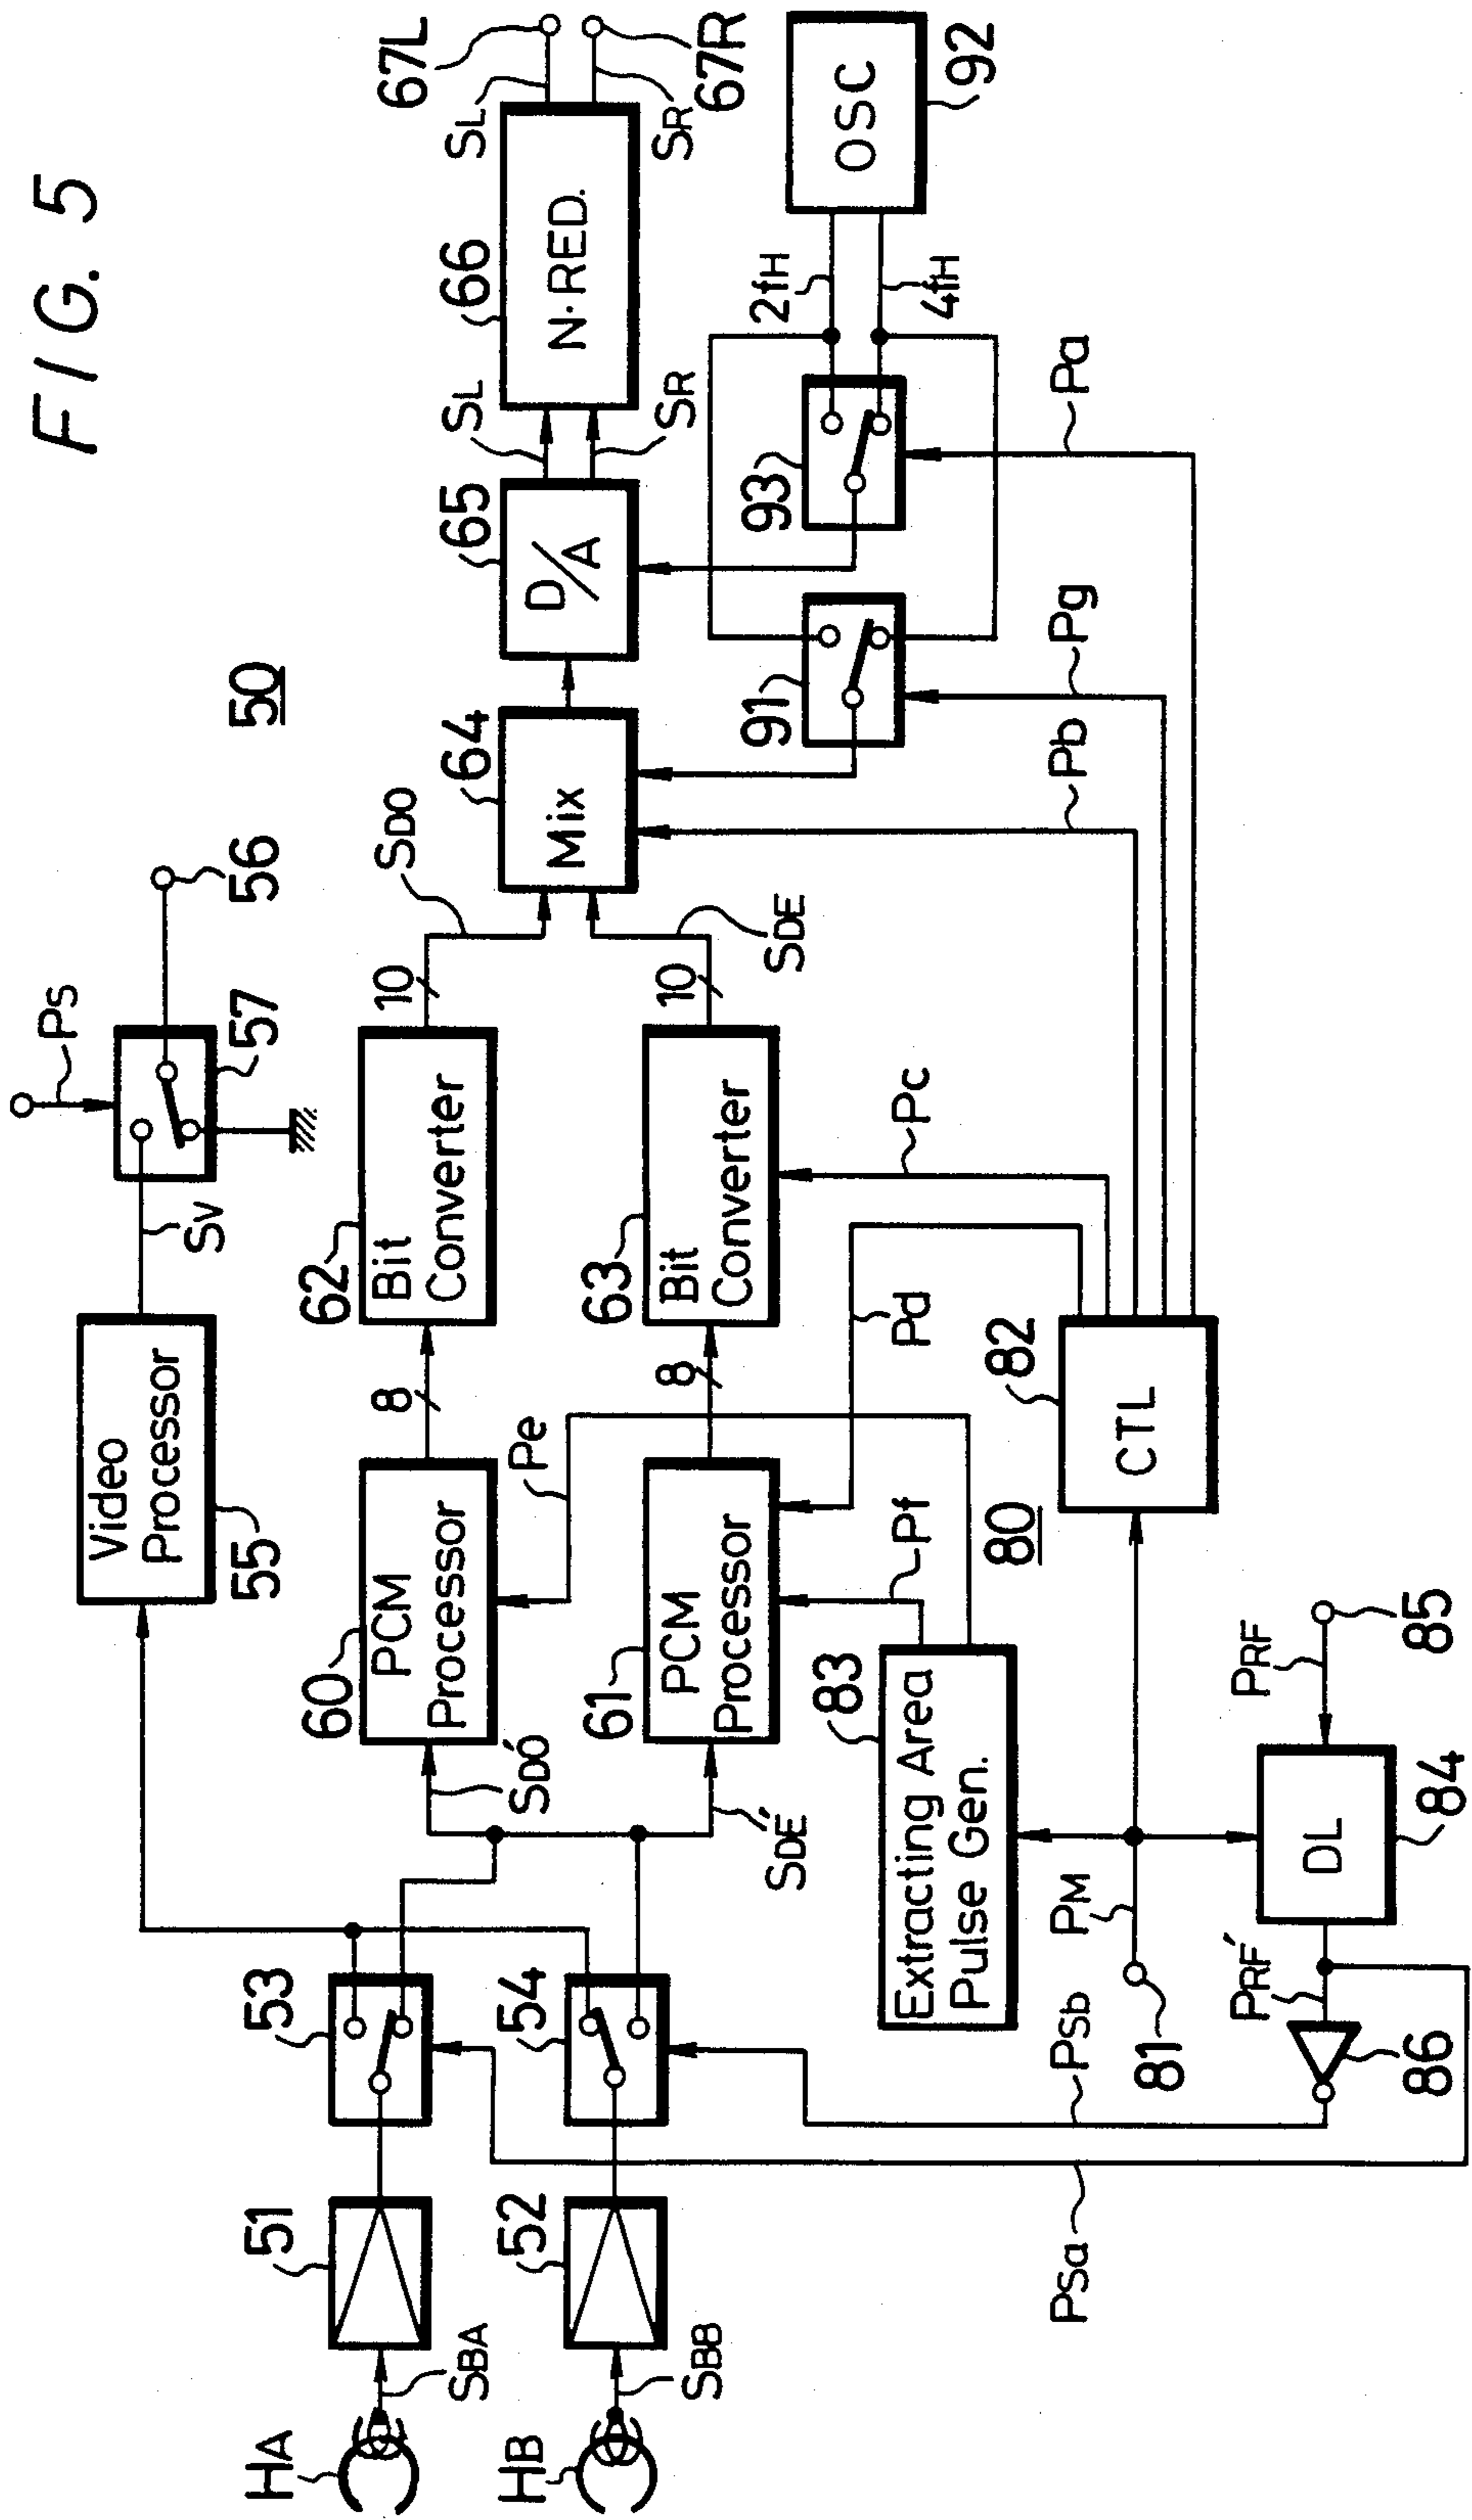 FIG. 5
50
HA
SBA
51
53
HB
SBB
52
54
Video
Processor
55
SV
PS
57
56
SDO'
SDE'
60
PCM
Processor
61
PCM
Processor
8
8
62
Bit
Converter
63
Bit
Converter
10
10
SDO
SDE
64
Mix
65
D/A
SL
SR
66
N·RED.
SL
SR
67L
67R
OSC
92
2fH
4fH
93
91
Pa
Pg
Pb
Pc
Pd
Pe
Pf
80
82
CTL
83
Extracting Area
Pulse Gen.
PM
81
PRF
85
DL
84
PRF'
86
PSb
PSa